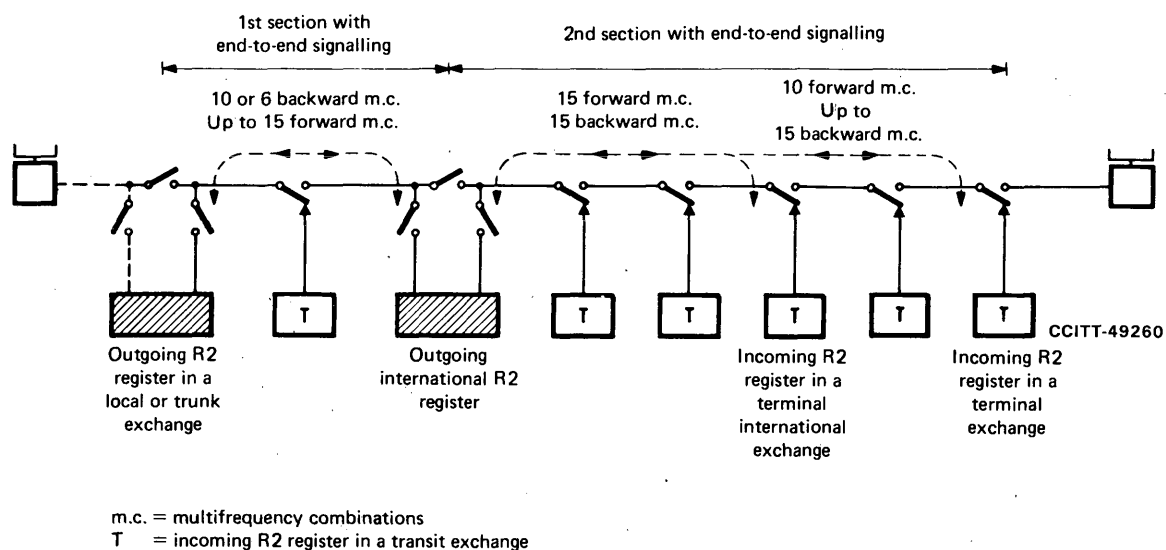 1st section with
end-to-end signalling
2nd section with end-to-end signalling
10 or 6 backward m.c.
Up to 15 forward m.c.
15 forward m.c.
15 backward m.c.
10 forward m.c.
Up to
15 backward m.c.
T
T
T
T
T
T
CCITT-49260
Outgoing R2
register in a
local or trunk
exchange
Outgoing
international R2
register
Incoming R2
register in a
terminal
international
exchange
Incoming R2
register in a
terminal
exchange
m.c. = multifrequency combinations
T = incoming R2 register in a transit exchange